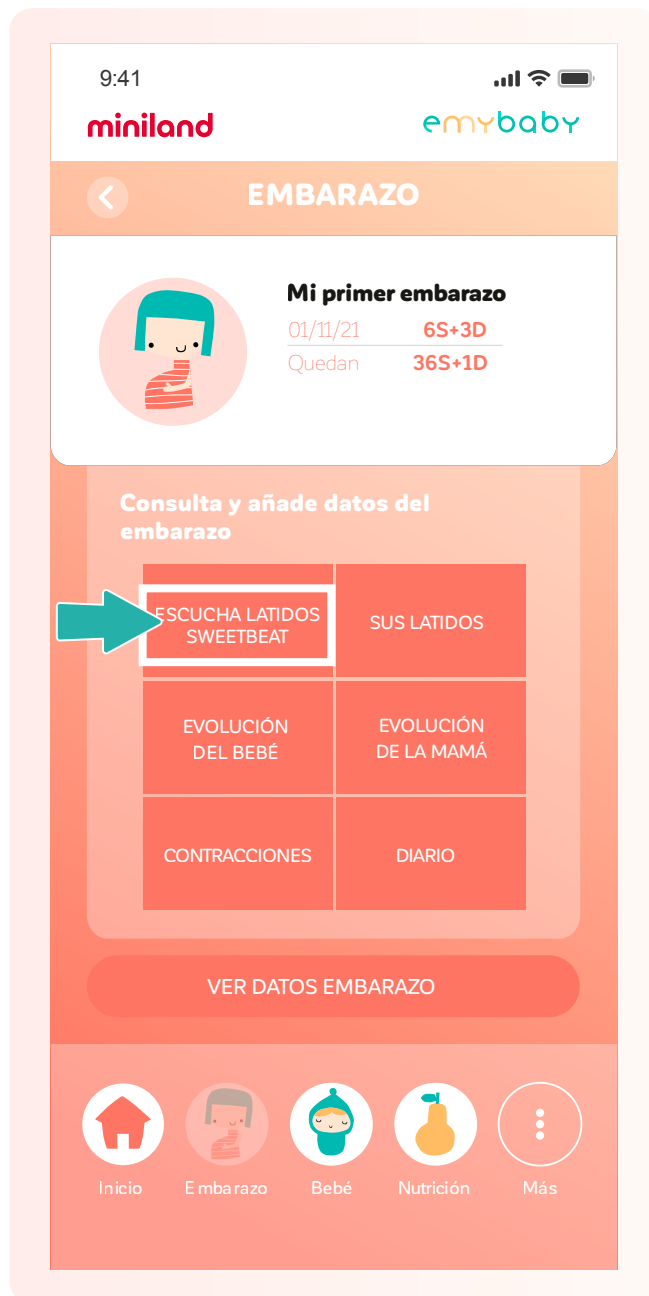 9:41
miniland
emybaby
EMBARAZO
Mi primer embarazo
01/11/21 6S+3D
Quedan 36S+1D
Consulta y añade datos del
embarazo
ESCUCHA LATIDOS
SWEETBEAT
SUS LATIDOS
EVOLUCIÓN
DEL BEBÉ
EVOLUCIÓN
DE LA MAMÁ
CONTRACCIONES
DIARIO
VER DATOS EMBARAZO
Inicio
Embarazo
Bebé
Nutrición
Más